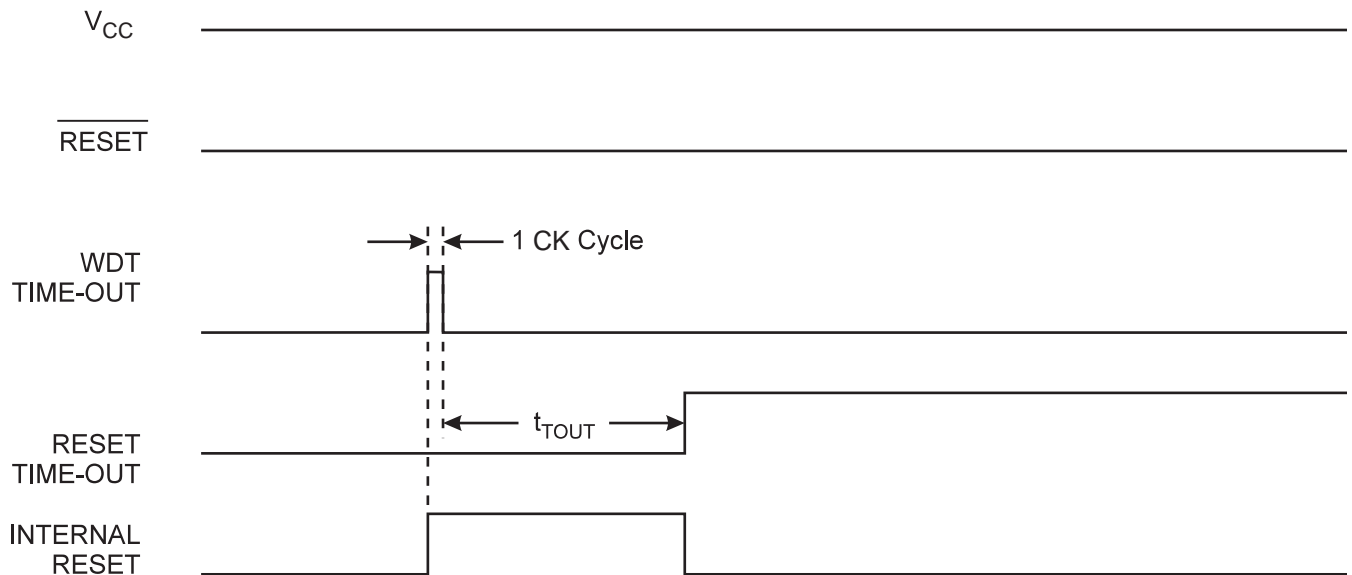 VCC
RESET
1 CK Cycle
WDT
TIME-OUT
tTOUT
RESET
TIME-OUT
INTERNAL
RESET